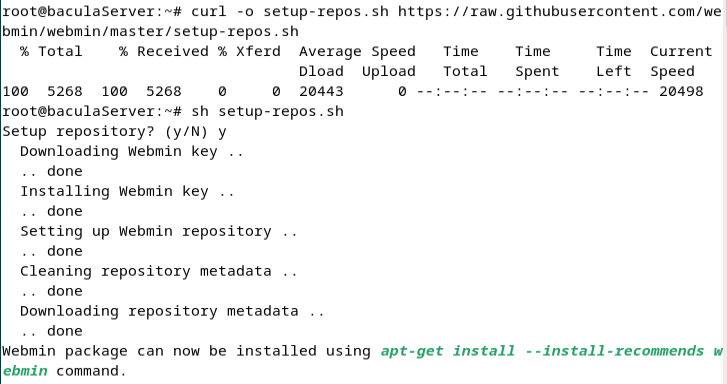 root@baculaServer:~# curl -o setup-repos.sh https://raw.githubusercontent.com/we
bmin/webmin/master/setup-repos.sh
  % Total    % Received % Xferd  Average Speed   Time    Time     Time  Current
                                 Dload  Upload   Total   Spent    Left  Speed
100  5268  100  5268    0     0  20443      0 --:--:-- --:--:-- --:--:-- 20498
root@baculaServer:~# sh setup-repos.sh
Setup repository? (y/N) y
  Downloading Webmin key ..
  .. done
  Installing Webmin key ..
  .. done
  Setting up Webmin repository ..
  .. done
  Cleaning repository metadata ..
  .. done
  Downloading repository metadata ..
  .. done
Webmin package can now be installed using apt-get install --install-recommends w
ebmin command.